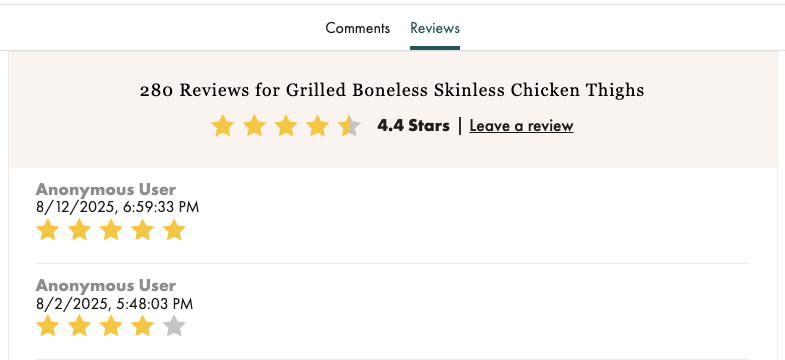 Comments Reviews
280 Reviews for Grilled Boneless Skinless Chicken Thighs
4.4 Stars | Leave a review
Anonymous User
8/12/2025, 6:59:33 PM
Anonymous User
8/2/2025, 5:48:03 PM